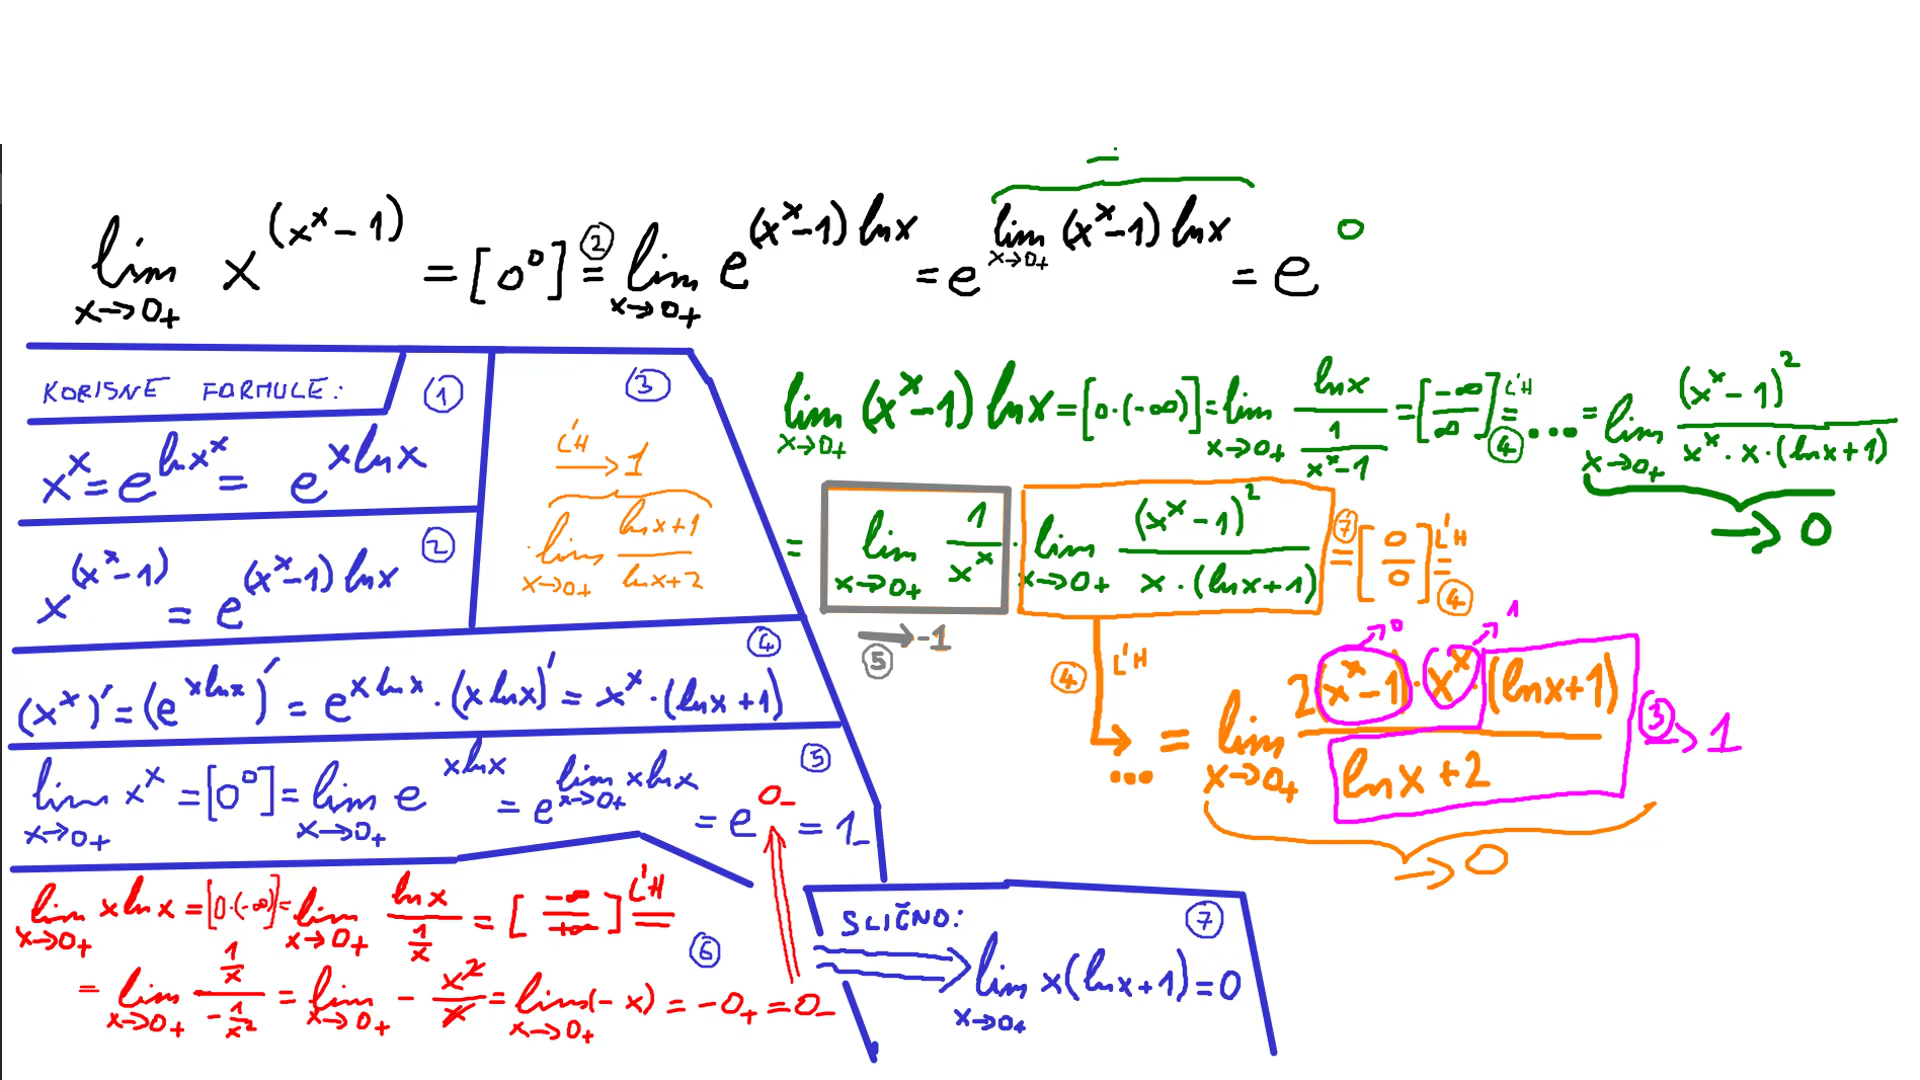 lim x→0+ x^(x^x − 1) = [0^0] ②= lim x→0+ e^((x^x−1) ln x) = e^(lim x→0+ (x^x−1) ln x) = e^0
KORISNE FORMULE: ①
x^x = e^(ln x^x) = e^(x ln x)
② x^(x^x−1) = e^((x^x−1) ln x)
③
L'H → 1
· lim x→0+ (ln x+1)/(ln x+2)
④
(x^x)' = (e^(x ln x))' = e^(x ln x) · (x ln x)' = x^x · (ln x + 1)
⑤
lim x→0+ x^x = [0^0] = lim x→0+ e^(x ln x) = e^(lim x→0+ x ln x) = e^(0−) = 1−
lim x→0+ x ln x = [0·(−∞)] = lim x→0+ (ln x)/(1/x) = [−∞/+∞] L'H =
⑥
= lim x→0+ (1/x)/(−1/x²) = lim x→0+ − x²/x = lim x→0+ (−x) = −0+ = 0−
lim x→0+ (x^x−1) ln x = [0·(−∞)] = lim x→0+ (ln x)/(1/(x^x−1)) = [−∞/∞] L'H = ④ ... = lim x→0+ (x^x −1)²/(x^x · x · (ln x+1))
→ 0
= lim x→0+ 1/x^x · lim x→0+ (x^x −1)²/(x · (ln x+1)) ⑦= [0/0] L'H = ④
⑤ → −1
④ L'H
→ 0 → 1
... = lim x→0+ (2(x^x−1) · x^x · (ln x+1))/(ln x + 2) ③ → 1
→ 0
SLIČNO: ⑦
lim x→0+ x(ln x+1) = 0